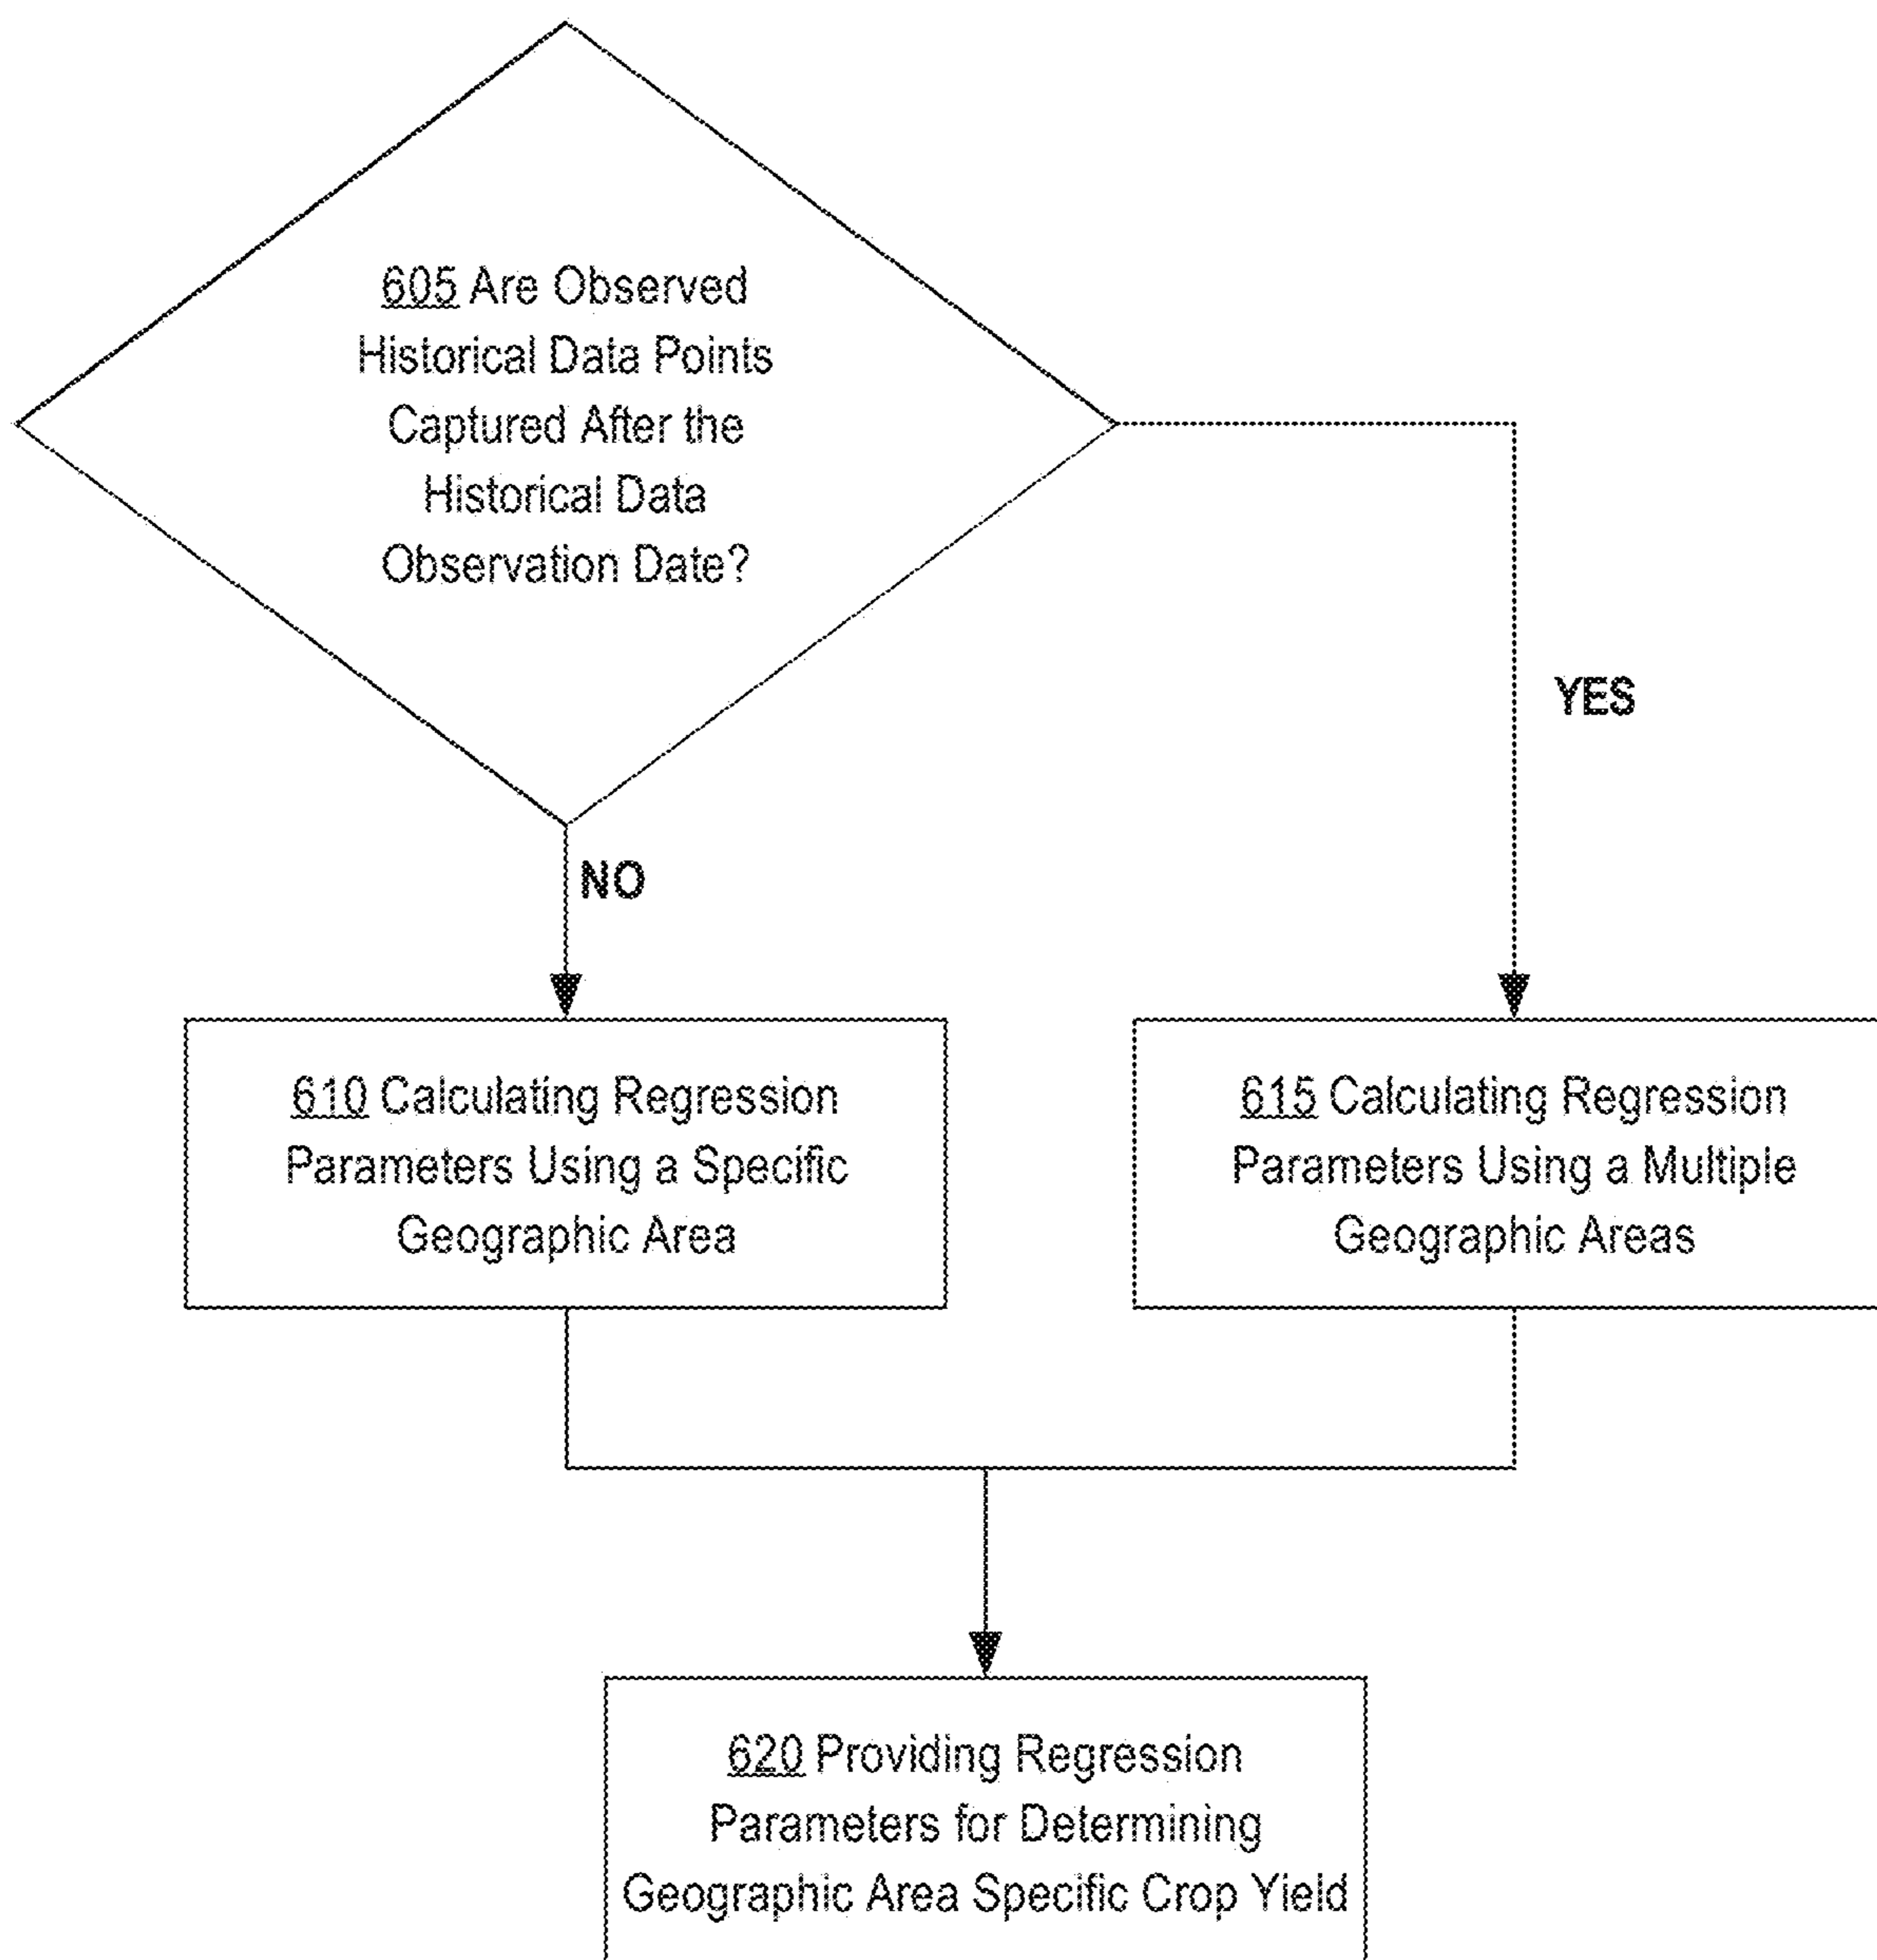 605 Are Observed
Historical Data Points
Captured After the
Historical Data
Observation Date?
YES
NO
610 Calculating Regression
Parameters Using a Specific
Geographic Area
615 Calculating Regression
Parameters Using a Multiple
Geographic Areas
620 Providing Regression
Parameters for Determining
Geographic Area Specific Crop Yield